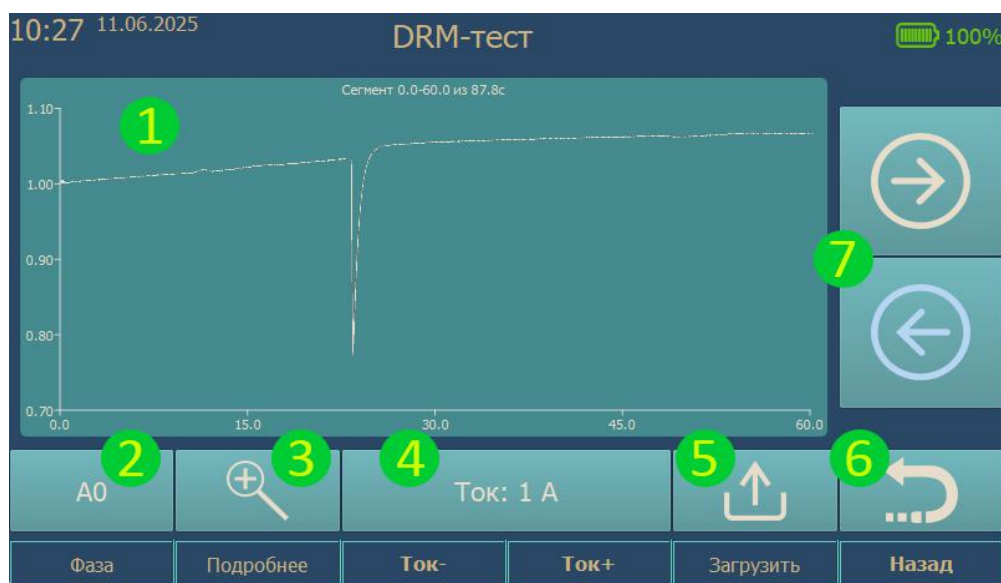 10:27 11.06.2025 DRM-тест 100%
Сегмент 0.0-60.0 из 87.8с
1.10
1
1.00
0.90
7
0.80
0.70
0.0 15.0 30.0 45.0 60.0
2 3 4 5 6
A0 Ток: 1 А
Фаза Подробнее Ток- Ток+ Загрузить Назад